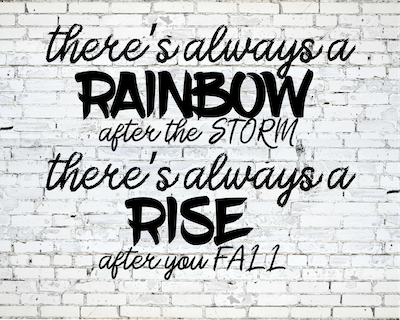 there's always a
RAINBOW
after the STORM
there's always a
RISE
after you FALL